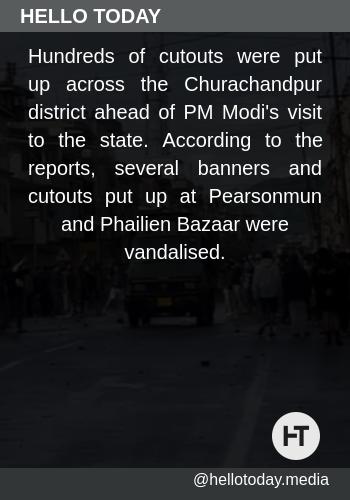 HELLO TODAY
Hundreds of cutouts were put
up across the Churachandpur
district ahead of PM Modi's visit
to the state. According to the
reports, several banners and
cutouts put up at Pearsonmun
and Phailien Bazaar were
vandalised.
HT
@hellotoday.media